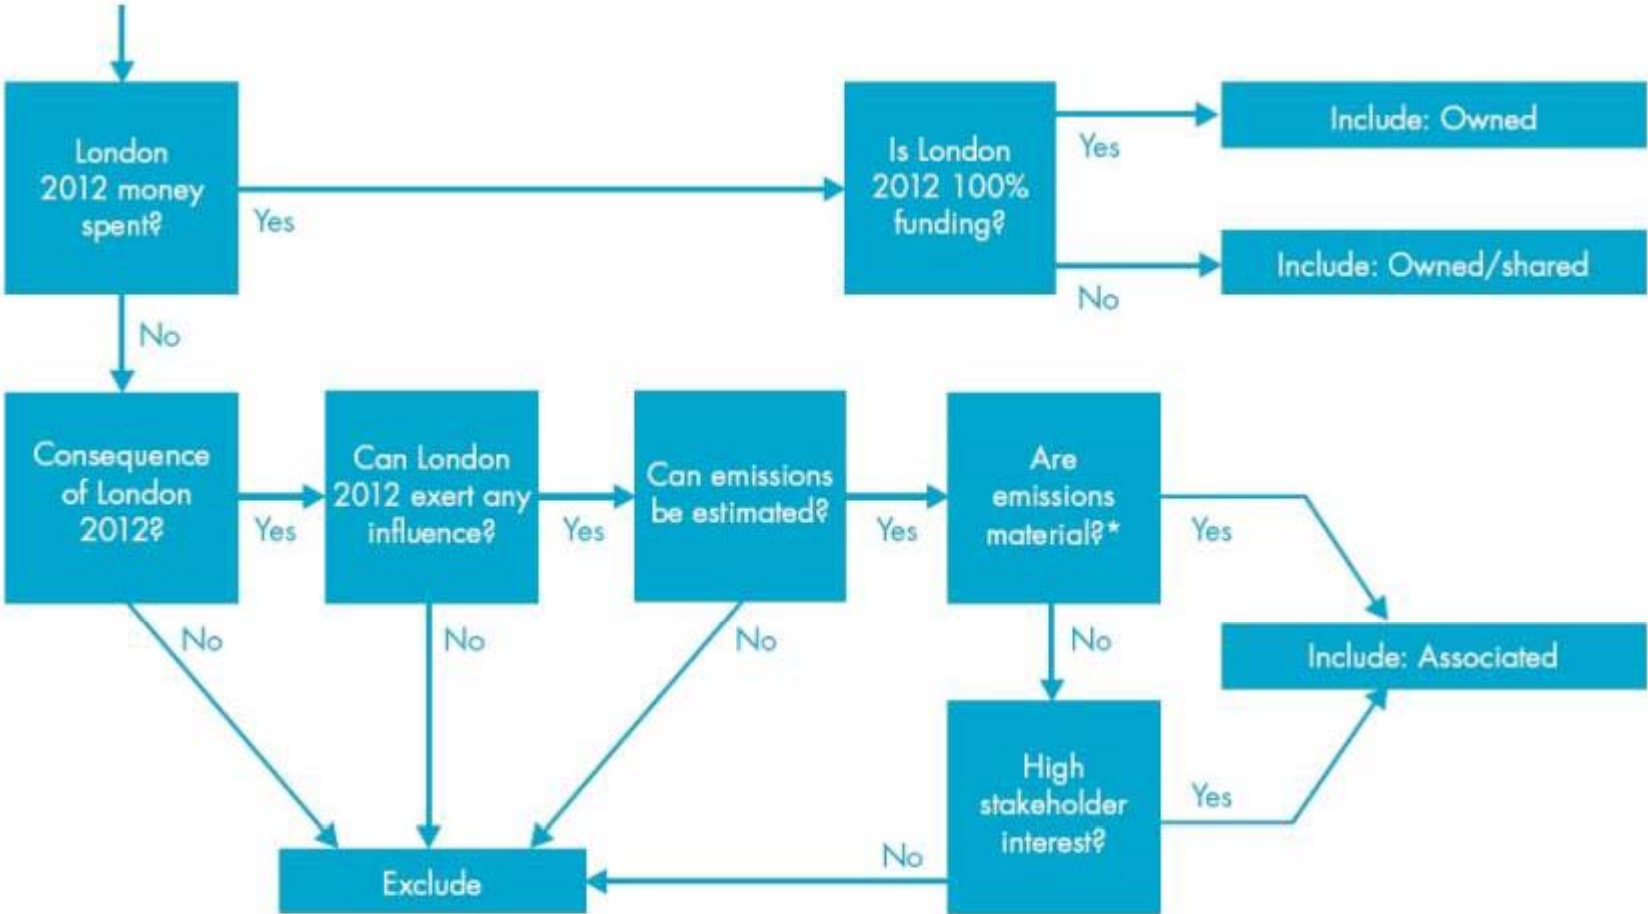 London
2012 money
spent?
Yes
No
Is London
2012 100%
funding?
Yes
Include: Owned
No
Include: Owned/shared
Consequence
of London
2012?
Yes
No
Can London
2012 exert any
influence?
Yes
No
Can emissions
be estimated?
Yes
No
Are
emissions
material?*
Yes
No
Include: Associated
High
stakeholder
interest?
Yes
No
Exclude